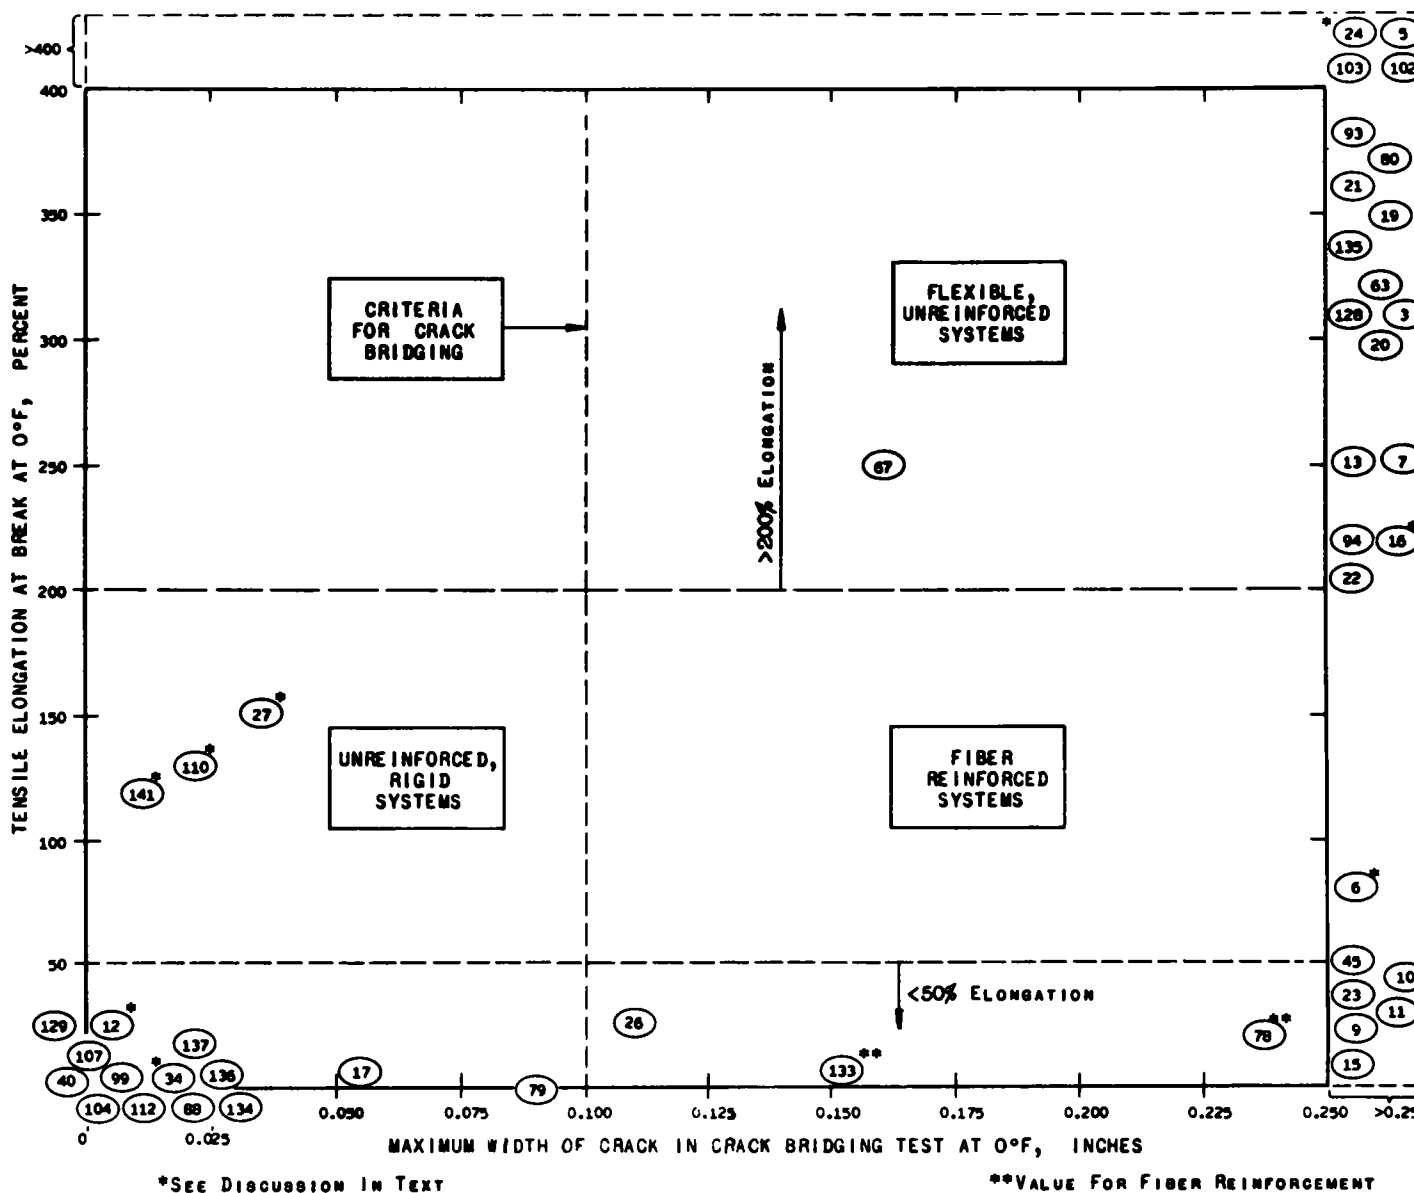 >400
* 24 5
103 102
400
93
80
350
21
19
135
CRITERIA
FOR CRACK
BRIDGING
FLEXIBLE,
UNREINFORCED
SYSTEMS
63
128 3
20
300
TENSILE ELONGATION AT BREAK AT 0°F, PERCENT
>200% ELONGATION
250
67
13 7
94 16*
22
200
27*
150
110*
141*
UNREINFORCED,
RIGID
SYSTEMS
FIBER
REINFORCED
SYSTEMS
100
6*
50
45
10
<50% ELONGATION
23
11
129 12*
26
78**
9
137
107
17
133**
15
40 99 *34 136
79
104 112 88 134
0 0.025 0.050 0.075 0.100 0.125 0.150 0.175 0.200 0.225 0.250
MAXIMUM WIDTH OF CRACK IN CRACK BRIDGING TEST AT 0°F, INCHES
*SEE DISCUSSION IN TEXT
**VALUE FOR FIBER REINFORCEMENT